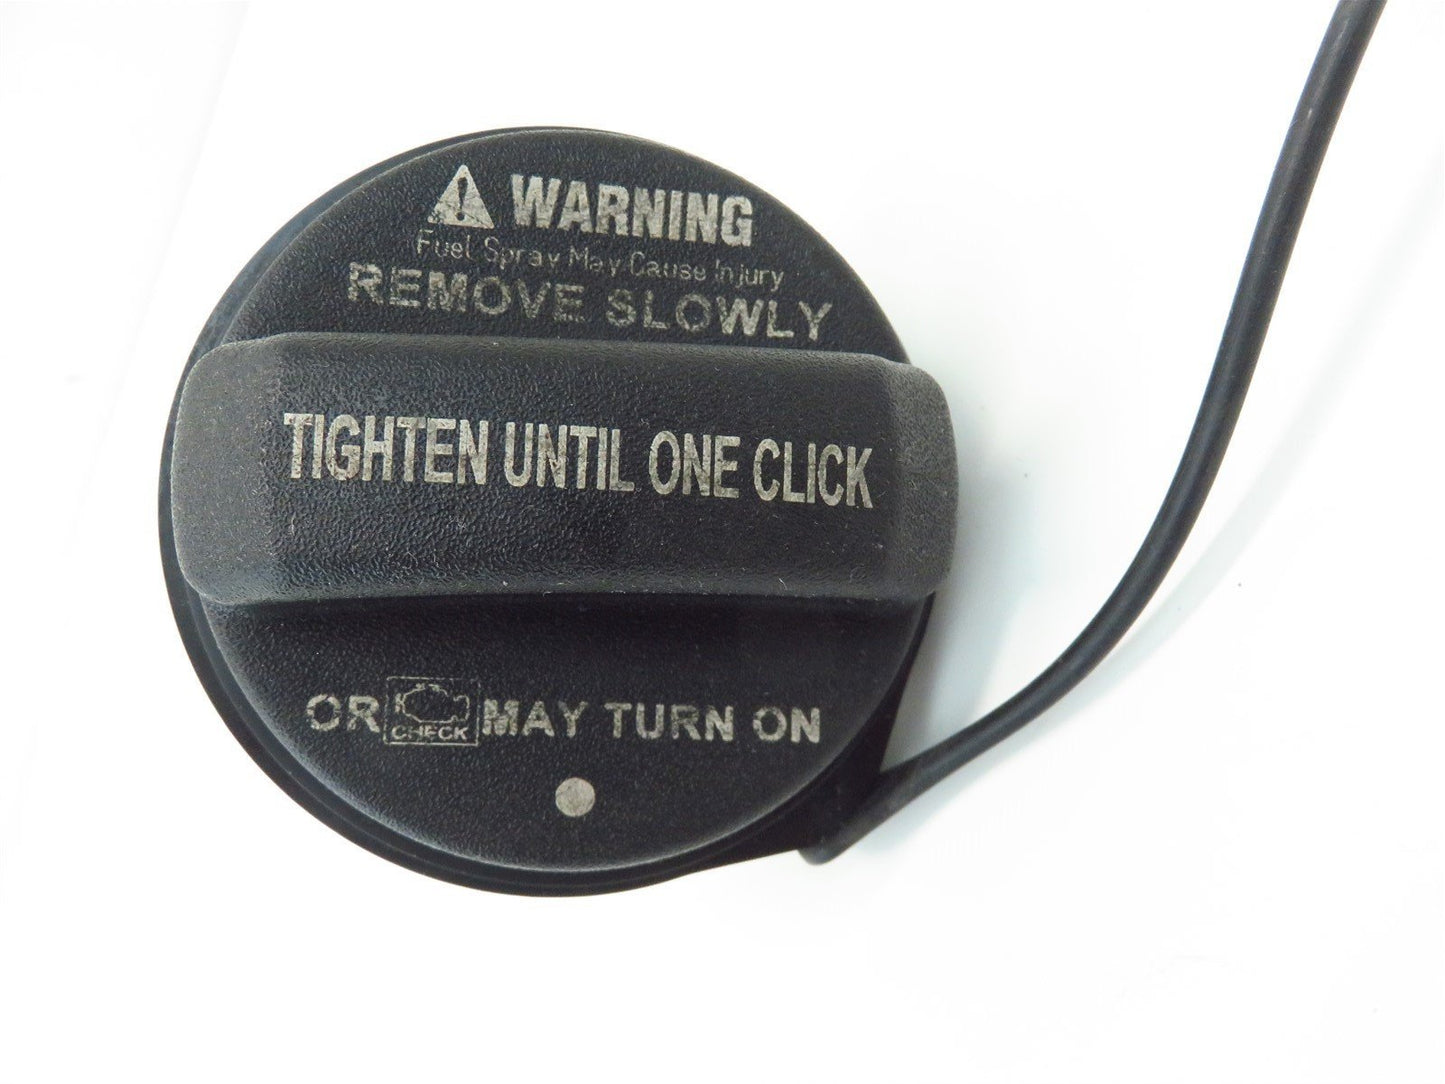 WARNING
Fuel Spray May Cause Injury
REMOVE SLOWLY
TIGHTEN UNTIL ONE CLICK
OR CHECK MAY TURN ON